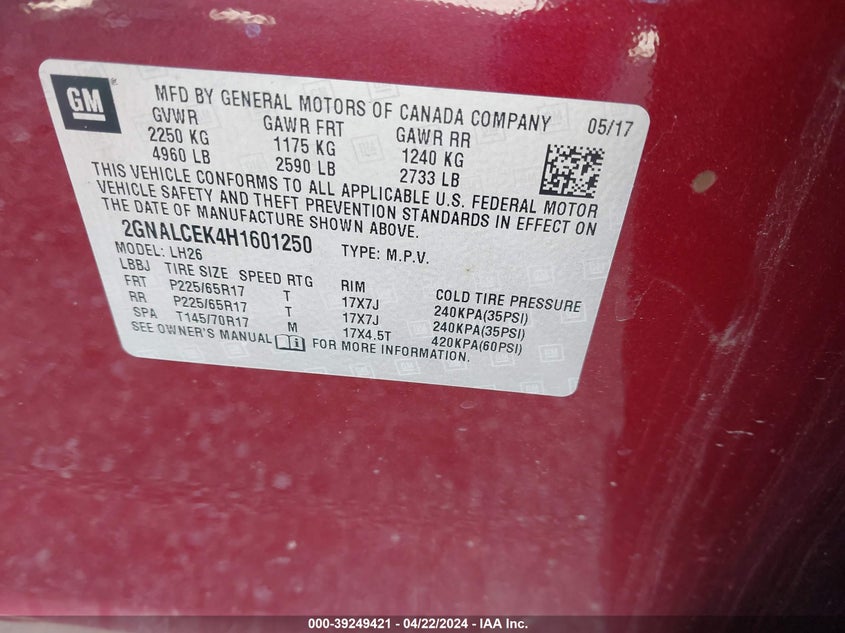 GM
MFD BY GENERAL MOTORS OF CANADA COMPANY 05/17
GVWR GAWR FRT GAWR RR
2250 KG 1175 KG 1240 KG
4960 LB 2590 LB 2733 LB
THIS VEHICLE CONFORMS TO ALL APPLICABLE U.S. FEDERAL MOTOR
VEHICLE SAFETY AND THEFT PREVENTION STANDARDS IN EFFECT ON
THE DATE OF MANUFACTURE SHOWN ABOVE.
2GNALCEK4H1601250 TYPE: M.P.V.
MODEL: LH26
LBBJ TIRE SIZE SPEED RTG RIM COLD TIRE PRESSURE
FRT P225/65R17 T 17X7J 240KPA(35PSI)
RR P225/65R17 T 17X7J 240KPA(35PSI)
SPA T145/70R17 M 17X4.5T 420KPA(60PSI)
SEE OWNER'S MANUAL FOR MORE INFORMATION.
000-39249421 - 04/22/2024 - IAA Inc.